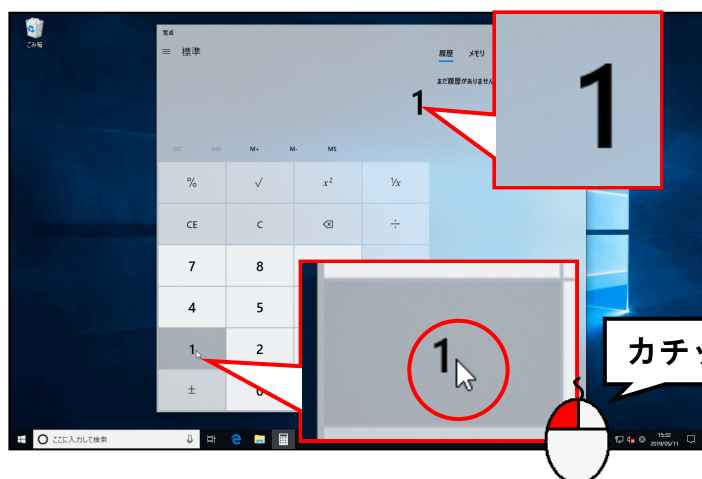 ごみ箱
電卓
標準
履歴 メモリ
まだ履歴がありません
1
1
MC MR M+ M- MS
% √ x² ¹/x
CE C ÷
7 8
4 5
1 2
±
1
カチッ
ここに入力して検索
15:32
2019/05/11